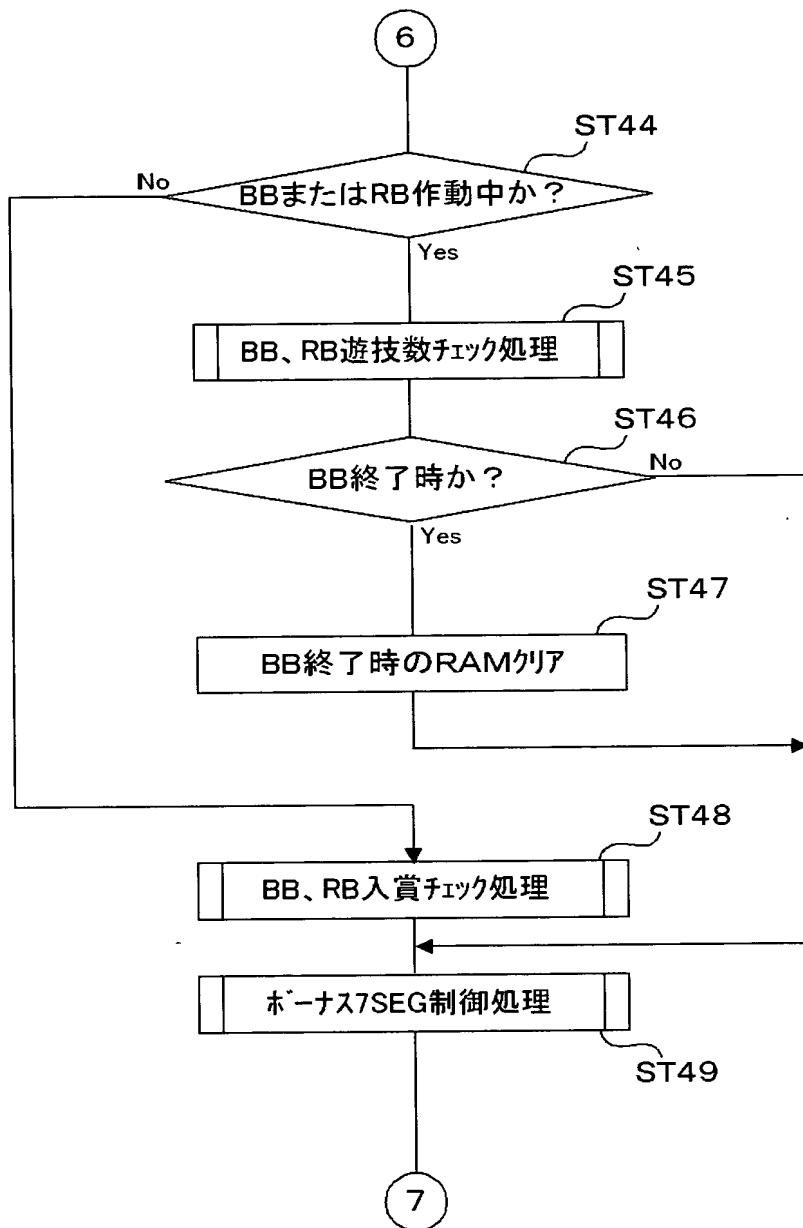 6
ST44
No
BBまたはRB作動中か？
Yes
ST45
BB、RB遊技数ﾁｪｯｸ処理
ST46
BB終了時か？
No
Yes
ST47
BB終了時のRAMｸﾘｱ
ST48
BB、RB入賞ﾁｪｯｸ処理
ﾎﾞｰﾅｽ7SEG制御処理
ST49
7